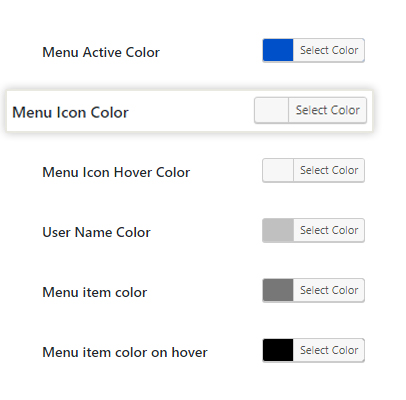 Menu Active Color Select Color
Menu Icon Color Select Color
Menu Icon Hover Color Select Color
User Name Color Select Color
Menu item color Select Color
Menu item color on hover Select Color